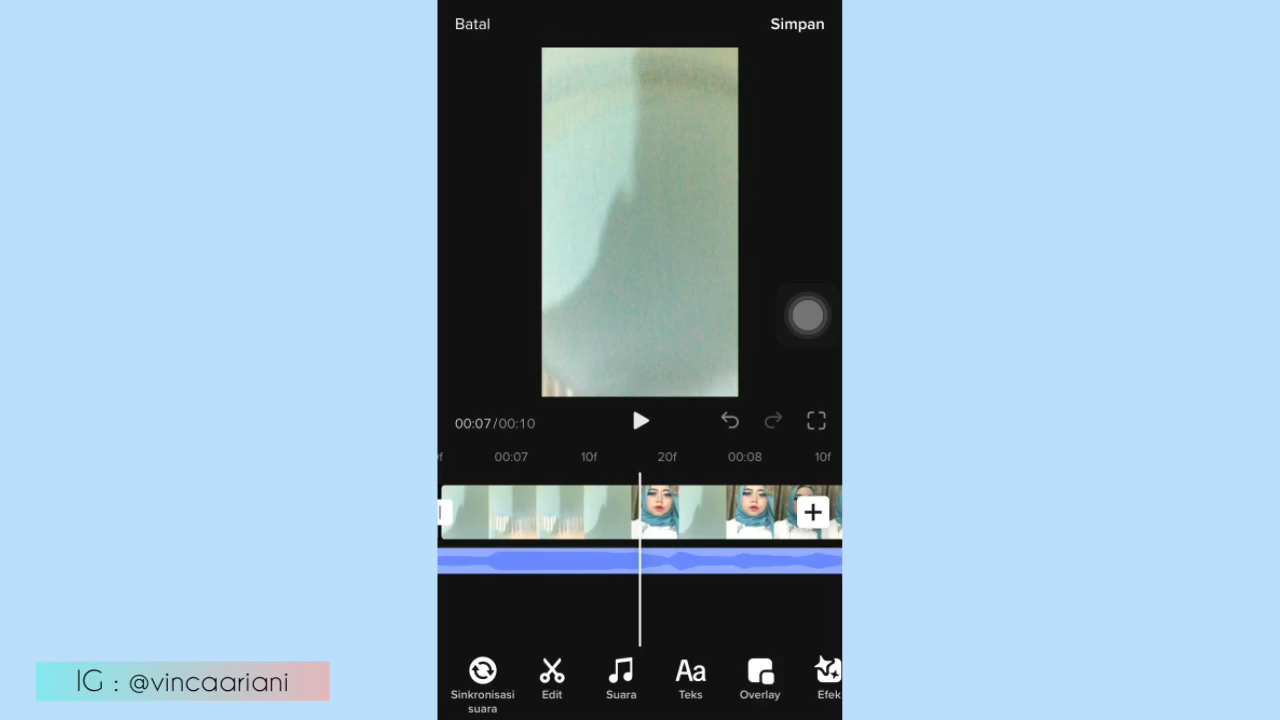 Batal
Simpan
00:07/00:10
00:07
10f
20f
00:08
10f
Sinkronisasi
suara
Edit
Suara
Aa
Teks
Overlay
Efek
IG : @vincaariani